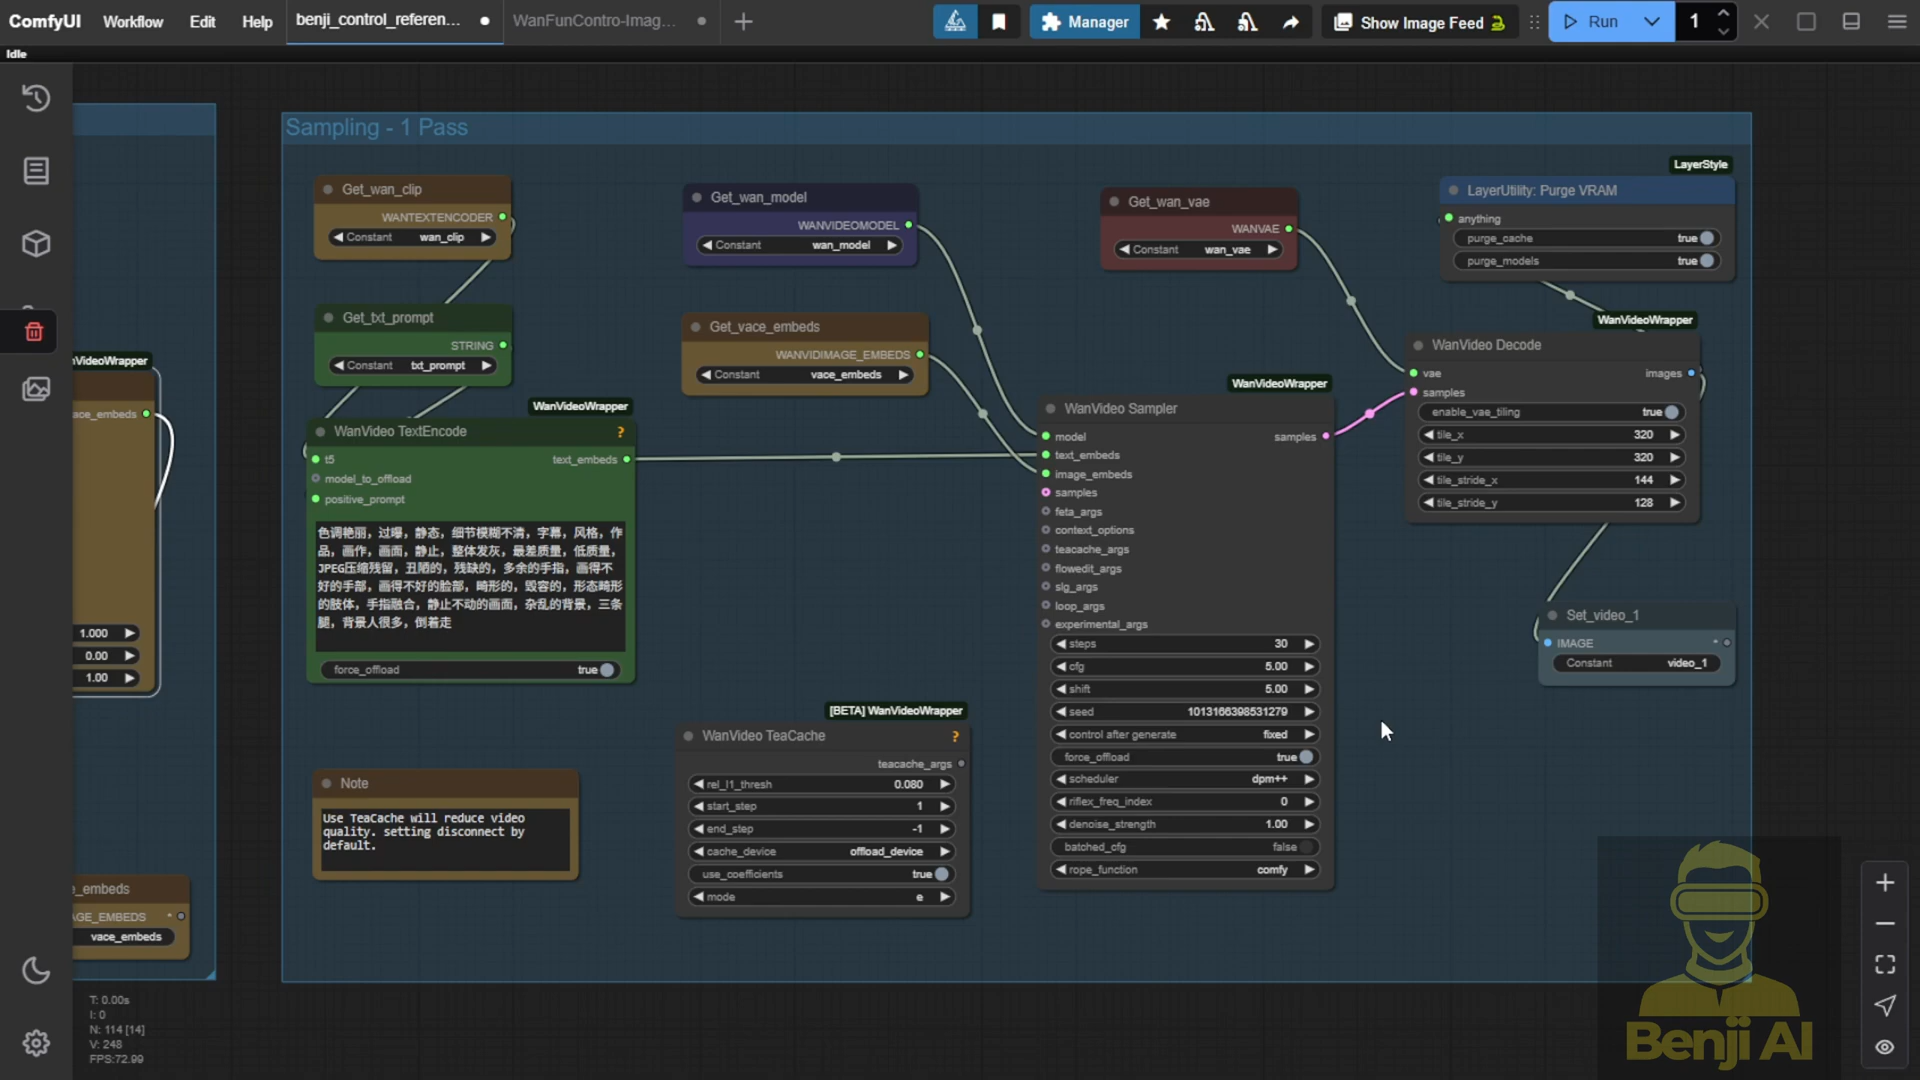 ComfyUI Workflow Edit Help benji_control_referen... WanFunContro-Imag...
Manager Show Image Feed Run 1
Idle
Sampling - 1 Pass
Get_wan_clip
WANTEXTENCODER
Constant wan_clip
Get_txt_prompt
STRING
Constant txt_prompt
WanVideoWrapper
WanVideo TextEncode ?
t5 text_embeds
model_to_offload
positive_prompt
色调艳丽，过曝，静态，细节模糊不清，字幕，风格，作
品，画作，画面，静止，整体发灰，最差质量，低质量，
JPEG压缩残留，丑陋的，残缺的，多余的手指，画得不
好的手部，画得不好的脸部，畸形的，毁容的，形态畸形
的肢体，手指融合，静止不动的画面，杂乱的背景，三条
腿，背景人很多，倒着走
force_offload true
Note
Use TeaCache will reduce video
quality. setting disconnect by
default.
Get_wan_model
WANVIDEOMODEL
Constant wan_model
Get_vace_embeds
WANVIDIMAGE_EMBEDS
Constant vace_embeds
[BETA] WanVideoWrapper
WanVideo TeaCache ?
teacache_args
rel_l1_thresh 0.080
start_step 1
end_step -1
cache_device offload_device
use_coefficients true
mode e
WanVideoWrapper
WanVideo Sampler
model samples
text_embeds
image_embeds
samples
feta_args
context_options
teacache_args
flowedit_args
slg_args
loop_args
experimental_args
steps 30
cfg 5.00
shift 5.00
seed 1013166398531279
control after generate fixed
force_offload true
scheduler dpm++
riflex_freq_index 0
denoise_strength 1.00
batched_cfg false
rope_function comfy
Get_wan_vae
WANVAE
Constant wan_vae
LayerStyle
LayerUtility: Purge VRAM
anything
purge_cache true
purge_models true
WanVideoWrapper
WanVideo Decode
vae images
samples
enable_vae_tiling true
tile_x 320
tile_y 320
tile_stride_x 144
tile_stride_y 128
Set_video_1
IMAGE *
Constant video_1
nVideoWrapper
ace_embeds
1.000
0.00
1.00
e_embeds
AGE_EMBEDS *
vace_embeds
T: 0.00s
I: 0
N: 114 [14]
V: 248
FPS:72.99
Benji AI